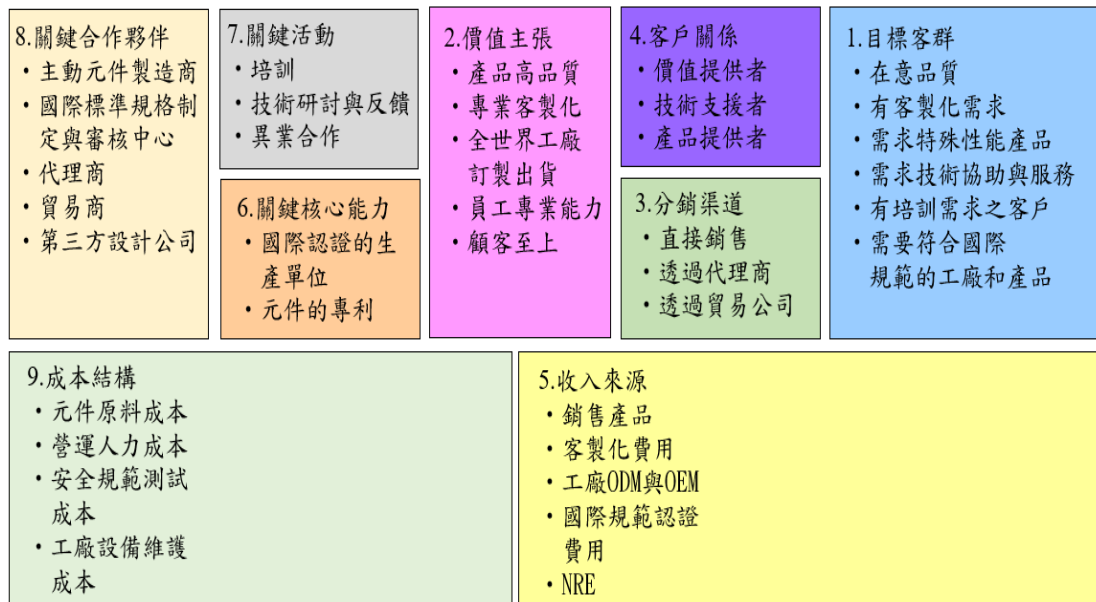 8.關鍵合作夥伴
・主動元件製造商
・國際標準規格制
定與審核中心
・代理商
・貿易商
・第三方設計公司
7.關鍵活動
・培訓
・技術研討與反饋
・異業合作
6.關鍵核心能力
・國際認證的生
產單位
・元件的專利
2.價值主張
・產品高品質
・專業客製化
・全世界工廠
訂製出貨
・員工專業能力
・顧客至上
4.客戶關係
・價值提供者
・技術支援者
・產品提供者
3.分銷渠道
・直接銷售
・透過代理商
・透過貿易公司
1.目標客群
・在意品質
・有客製化需求
・需求特殊性能產品
・需求技術協助與服務
・有培訓需求之客戶
・需要符合國際
規範的工廠和產品
9.成本結構
・元件原料成本
・營運人力成本
・安全規範測試
成本
・工廠設備維護
成本
5.收入來源
・銷售產品
・客製化費用
・工廠ODM與OEM
・國際規範認證
費用
・NRE